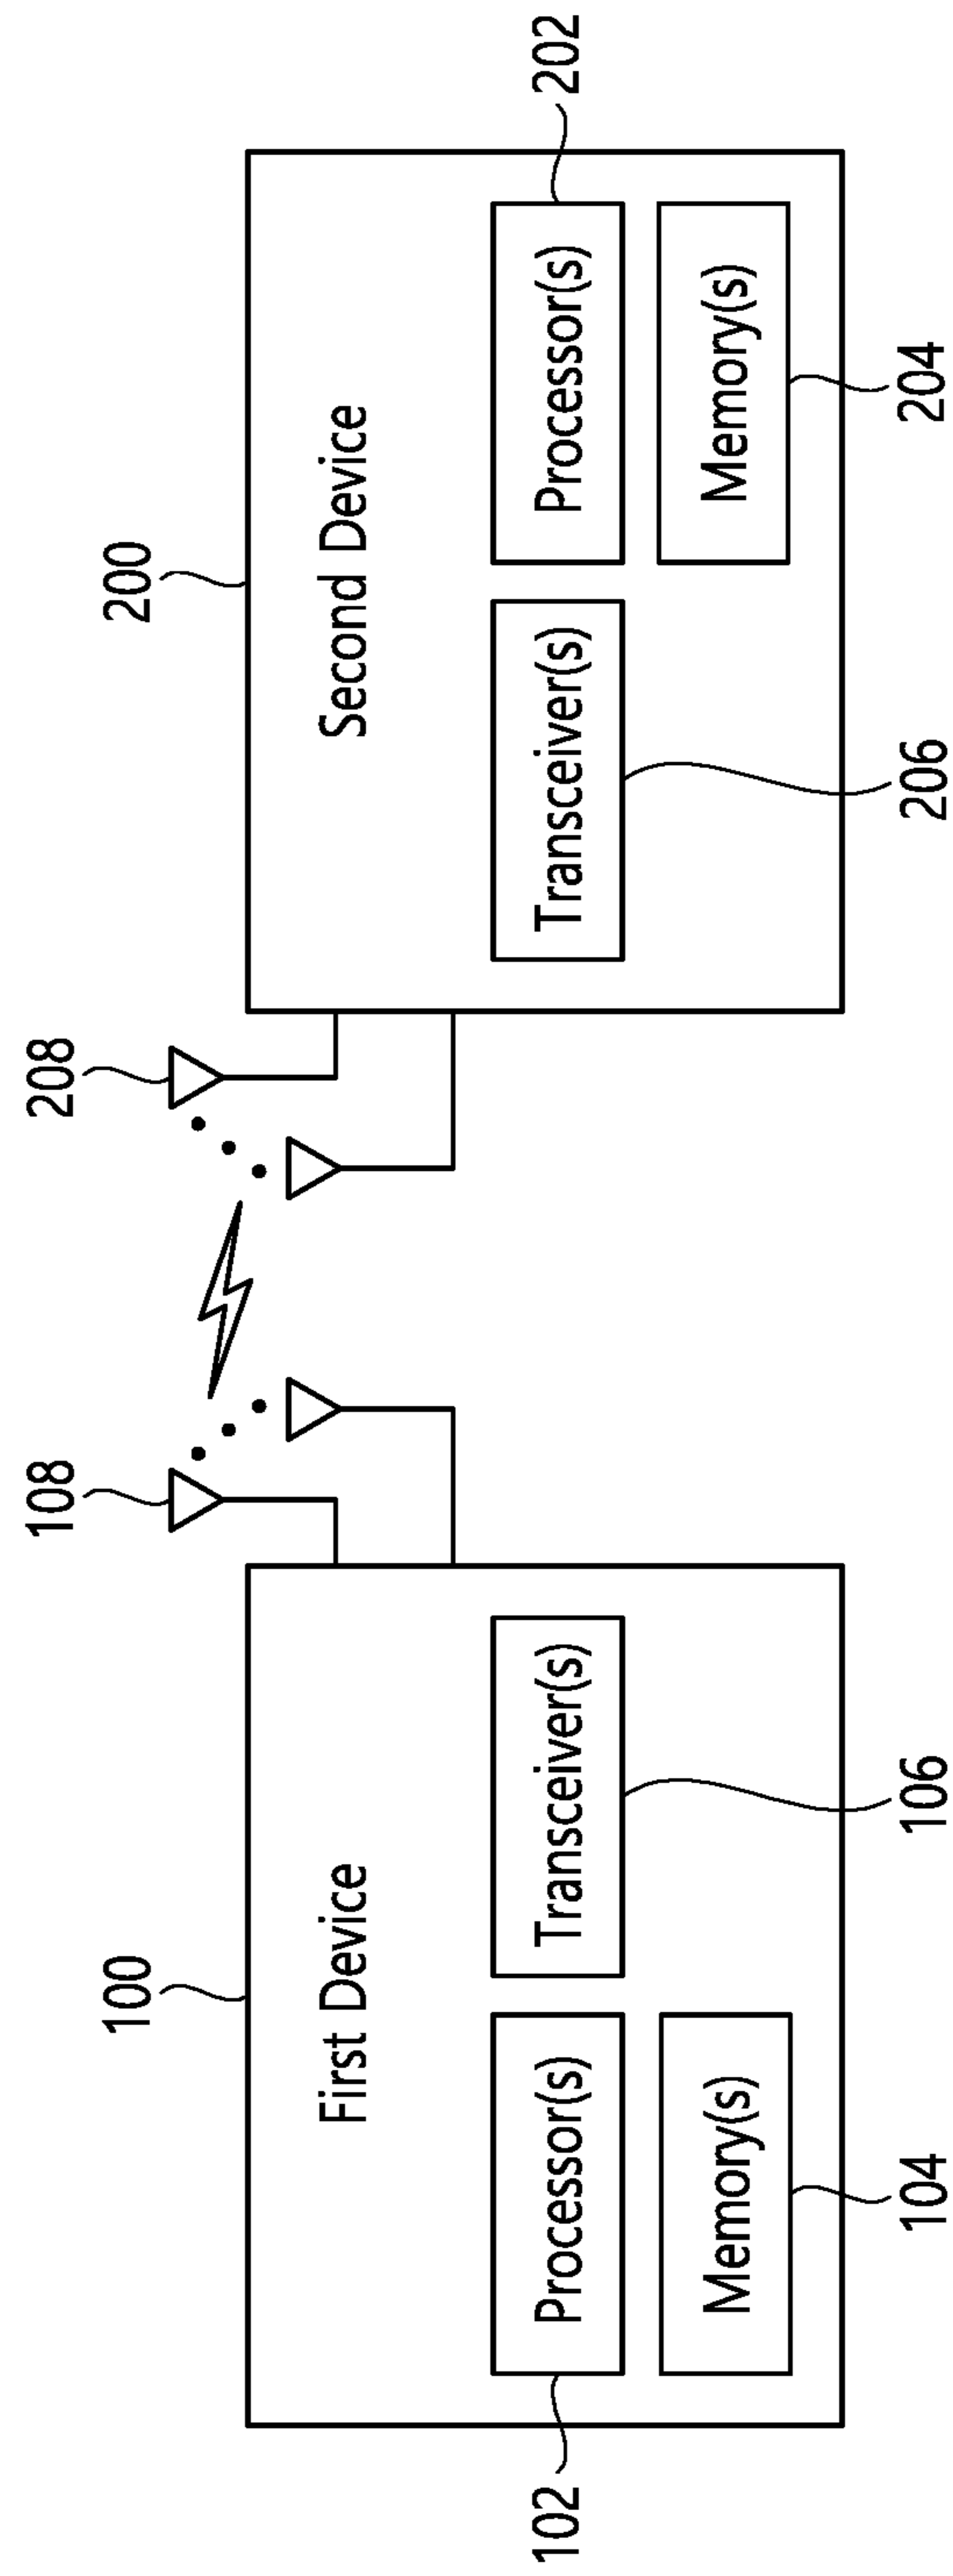 108
208
100
200
First Device
Second Device
102
Processor(s)
Transceiver(s)
Transceiver(s)
Processor(s)
202
Memory(s)
Memory(s)
104
106
206
204